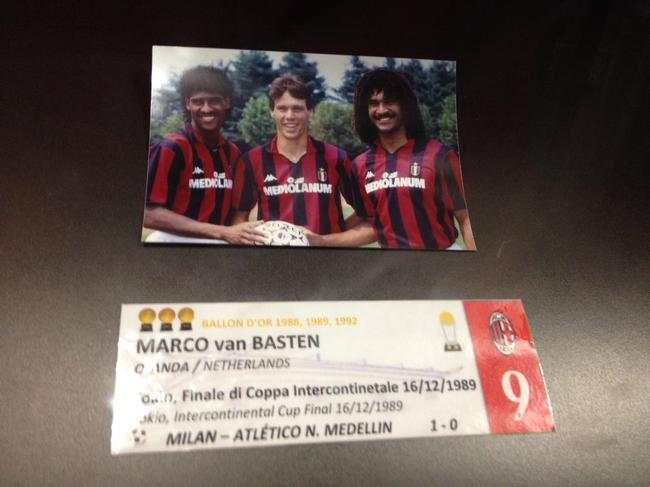 MEDIOLANUM
MEDIOLANUM
MEDIOLANUM
BALLON D'OR 1988, 1989, 1992
MARCO van BASTEN
/ NETHERLANDS
Finale di Coppa Intercontinetale 16/12/1989
Intercontinental Cup Final 16/12/1989
MILAN – ATLÉTICO N. MEDELLIN 1 - 0
9